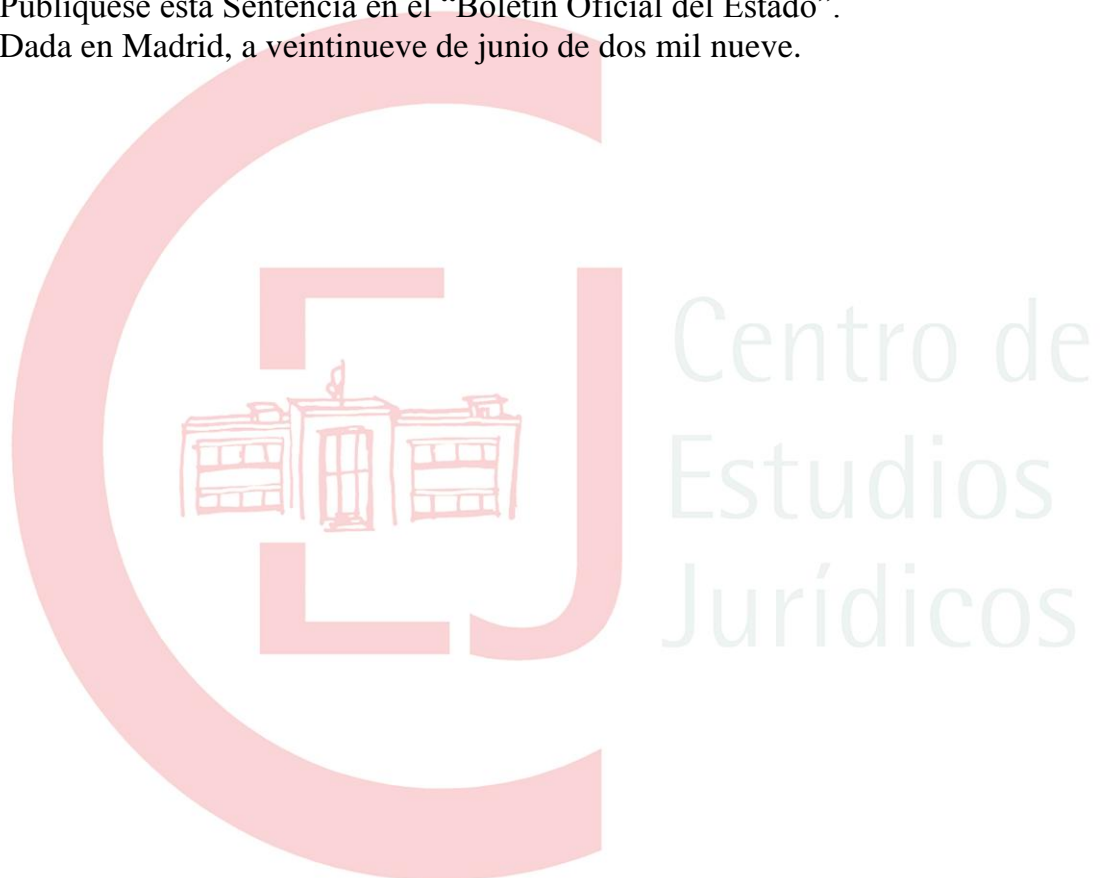 Publíquese esta Sentencia en el “Boletín Oficial del Estado”.
Dada en Madrid, a veintinueve de junio de dos mil nueve.
CEJ
Centro de
Estudios
Jurídicos